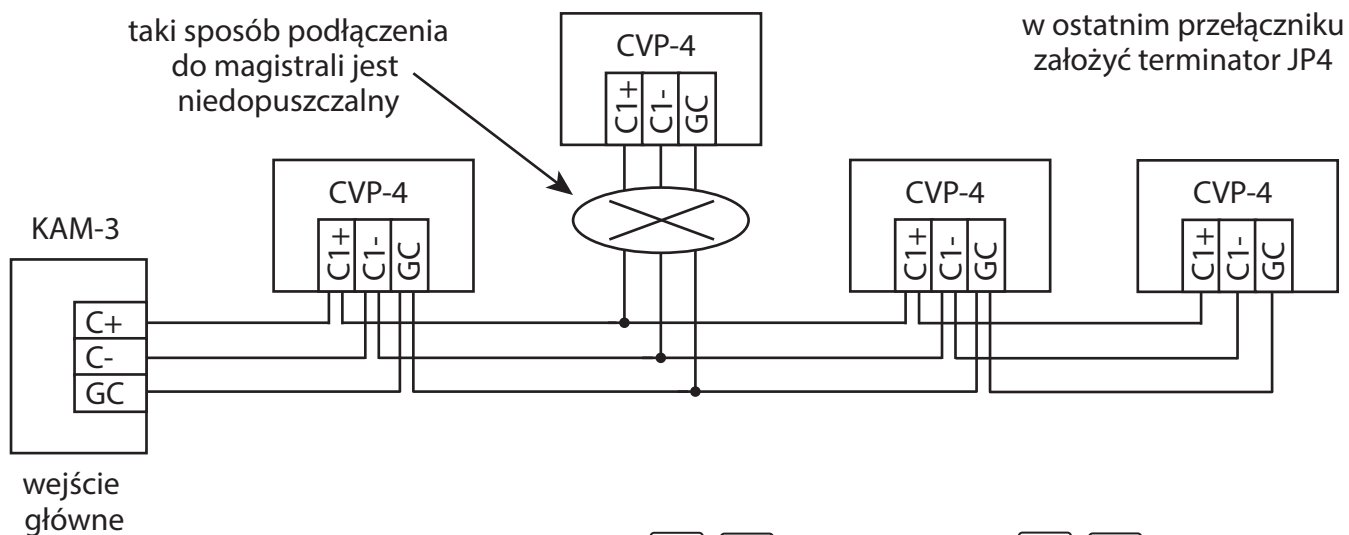 taki sposób podłączenia
do magistrali jest
niedopuszczalny
CVP-4
C1+
C1-
GC
w ostatnim przełączniku
założyć terminator JP4
KAM-3
C+
C-
GC
wejście
główne
CVP-4
C1+
C1-
GC
CVP-4
C1+
C1-
GC
CVP-4
C1+
C1-
GC